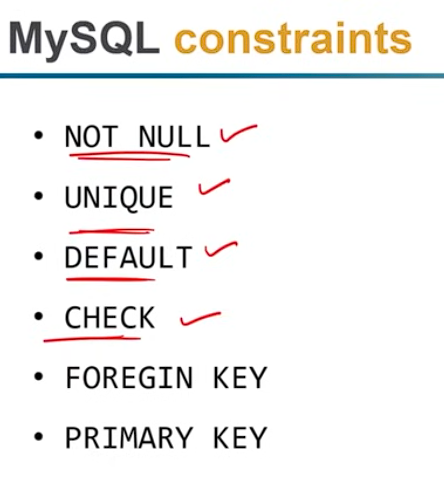 MySQL constraints
• NOT NULL
• UNIQUE
• DEFAULT
• CHECK
• FOREGIN KEY
• PRIMARY KEY